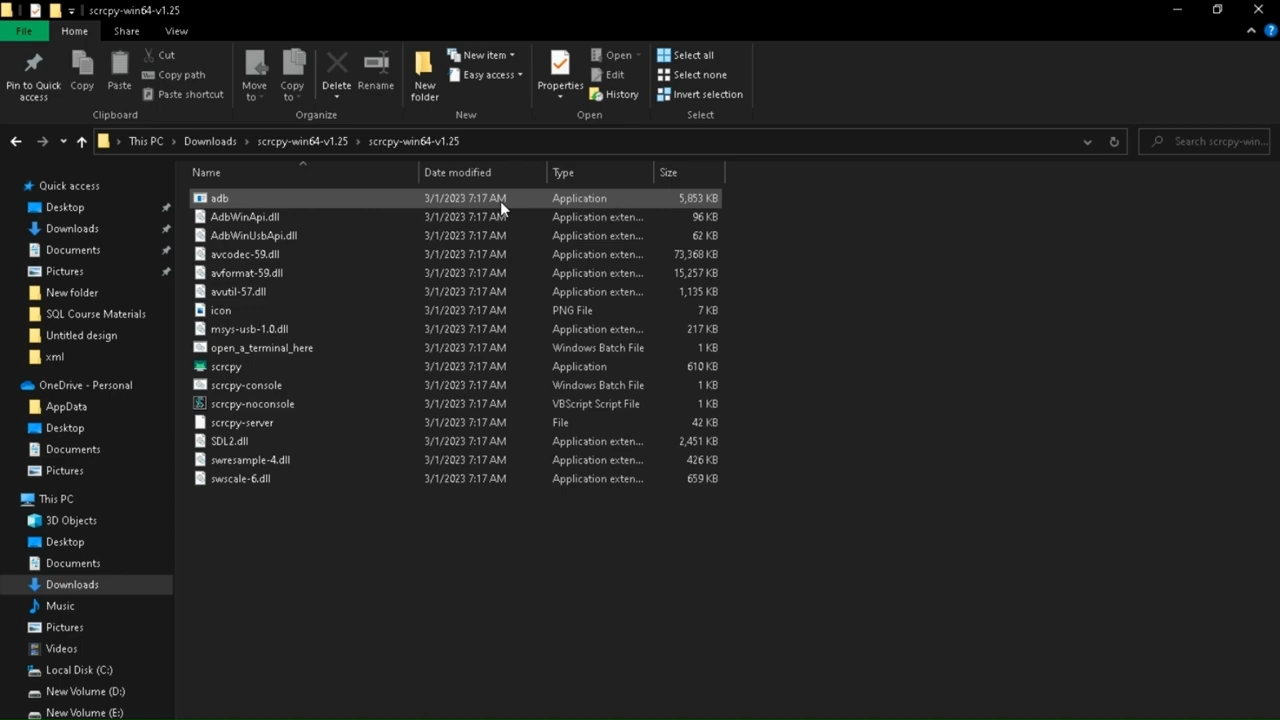 scrcpy-win64-v1.25
File Home Share View
Pin to Quick access
Copy
Paste
Cut
Copy path
Paste shortcut
Clipboard
Move to
Copy to
Delete
Rename
Organize
New folder
New item
Easy access
New
Properties
Open
Edit
History
Open
Select all
Select none
Invert selection
Select
This PC > Downloads > scrcpy-win64-v1.25 > scrcpy-win64-v1.25
Search scrcpy-win...
Quick access
Desktop
Downloads
Documents
Pictures
New folder
SQL Course Materials
Untitled design
xml
OneDrive - Personal
AppData
Desktop
Documents
Pictures
This PC
3D Objects
Desktop
Documents
Downloads
Music
Pictures
Videos
Local Disk (C:)
New Volume (D:)
New Volume (E:)
Name Date modified Type Size
adb 3/1/2023 7:17 AM Application 5,853 KB
AdbWinApi.dll 3/1/2023 7:17 AM Application exten... 96 KB
AdbWinUsbApi.dll 3/1/2023 7:17 AM Application exten... 62 KB
avcodec-59.dll 3/1/2023 7:17 AM Application exten... 73,368 KB
avformat-59.dll 3/1/2023 7:17 AM Application exten... 15,257 KB
avutil-57.dll 3/1/2023 7:17 AM Application exten... 1,135 KB
icon 3/1/2023 7:17 AM PNG File 7 KB
msys-usb-1.0.dll 3/1/2023 7:17 AM Application exten... 217 KB
open_a_terminal_here 3/1/2023 7:17 AM Windows Batch File 1 KB
scrcpy 3/1/2023 7:17 AM Application 610 KB
scrcpy-console 3/1/2023 7:17 AM Windows Batch File 1 KB
scrcpy-noconsole 3/1/2023 7:17 AM VBScript Script File 1 KB
scrcpy-server 3/1/2023 7:17 AM File 42 KB
SDL2.dll 3/1/2023 7:17 AM Application exten... 2,451 KB
swresample-4.dll 3/1/2023 7:17 AM Application exten... 426 KB
swscale-6.dll 3/1/2023 7:17 AM Application exten... 659 KB